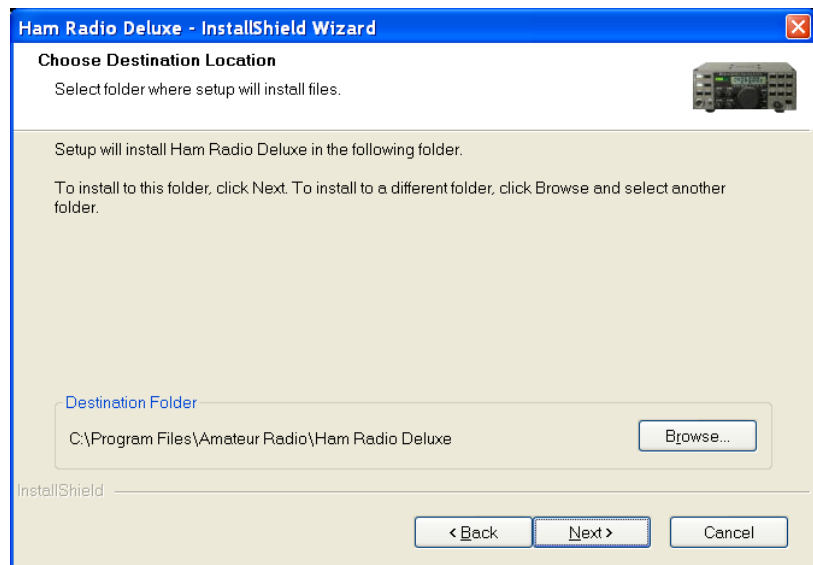 Ham Radio Deluxe - InstallShield Wizard
Choose Destination Location
Select folder where setup will install files.
Setup will install Ham Radio Deluxe in the following folder.
To install to this folder, click Next. To install to a different folder, click Browse and select another
folder.
Destination Folder
C:\Program Files\Amateur Radio\Ham Radio Deluxe
Browse...
InstallShield
< Back
Next >
Cancel